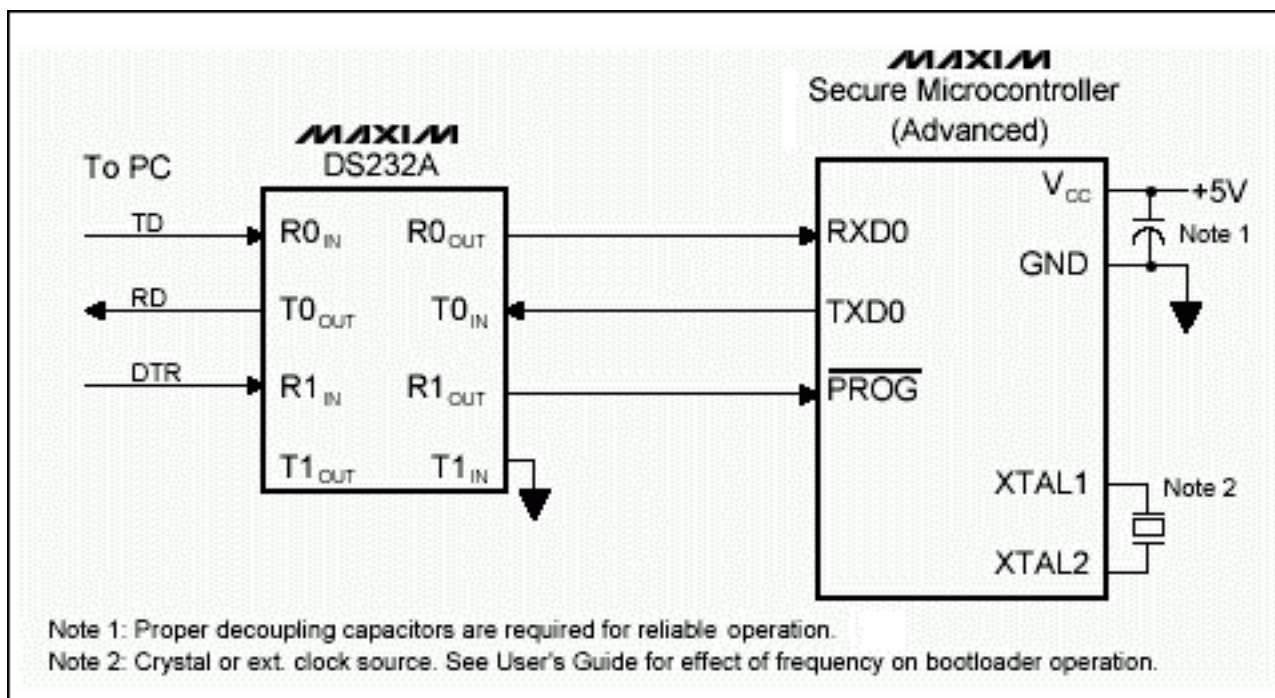 MAXIM
Secure Microcontroller
(Advanced)
MAXIM
DS232A
To PC
TD
RD
DTR
R0IN
R0OUT
T0OUT
T0IN
R1IN
R1OUT
T1OUT
T1IN
RXD0
TXD0
PROG
VCC
+5V
Note 1
GND
XTAL1
Note 2
XTAL2
Note 1: Proper decoupling capacitors are required for reliable operation.
Note 2: Crystal or ext. clock source. See User's Guide for effect of frequency on bootloader operation.